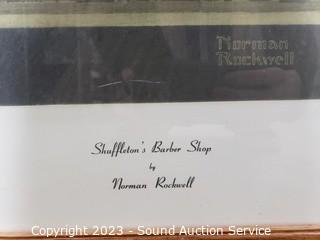 Norman
Rockwell
Shuffleton's Barber Shop
by
Norman Rockwell
Copyright 2023 - Sound Auction Service